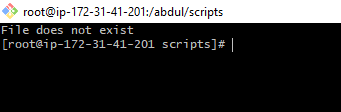 root@ip-172-31-41-201:/abdul/scripts
File does not exist
[root@ip-172-31-41-201 scripts]#